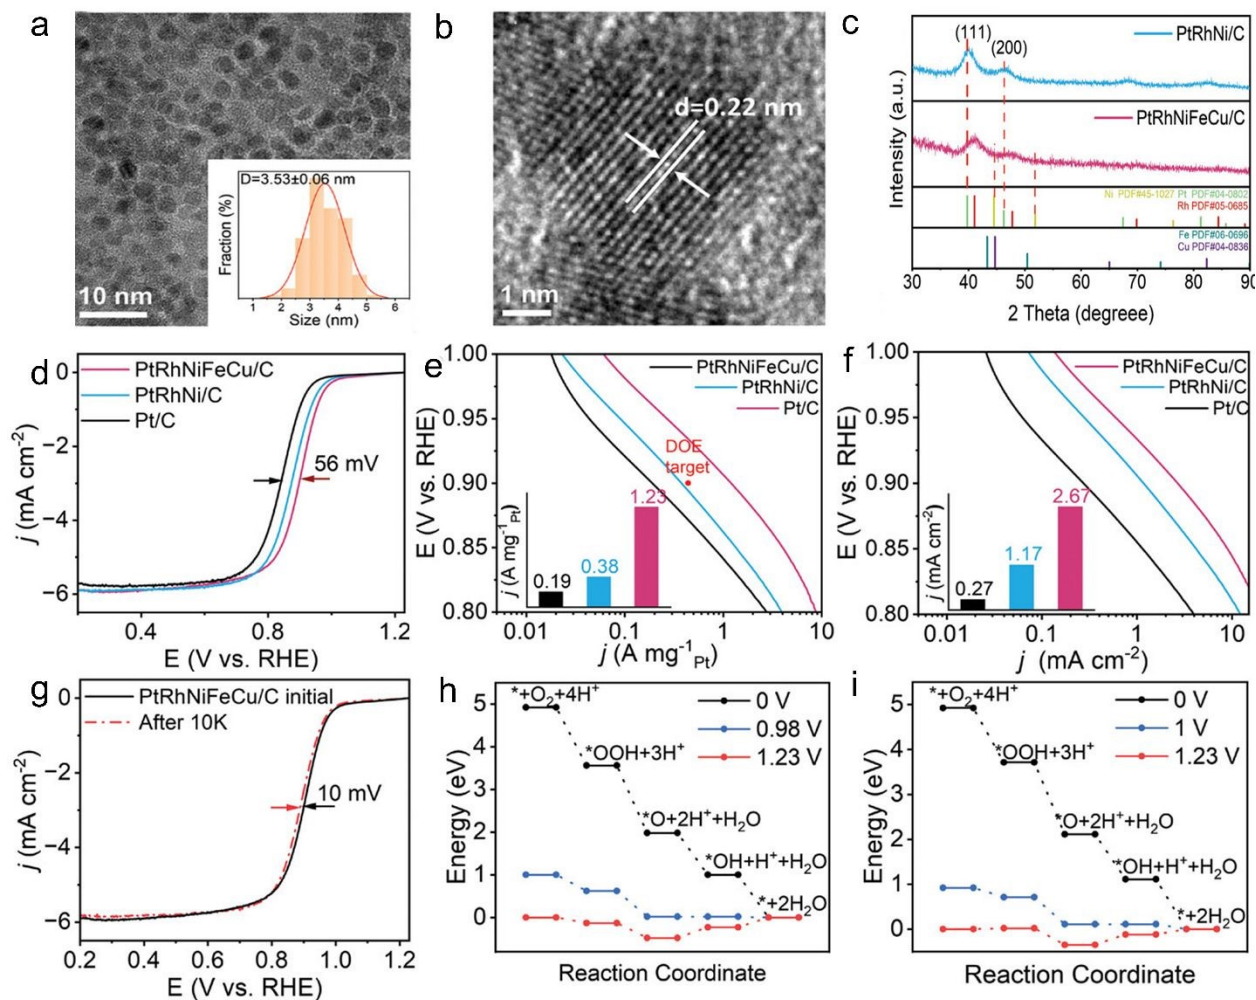 a
10 nm
D=3.53±0.06 nm
Fraction (%)
1 2 3 4 5 6
Size (nm)
b
d=0.22 nm
1 nm
c
(111)
(200)
PtRhNi/C
PtRhNiFeCu/C
Ni PDF#45-1027 Pt PDF#04-0802
Rh PDF#05-0685
Fe PDF#06-0696
Cu PDF#04-0836
Intensity (a.u.)
30 40 50 60 70 80 90
2 Theta (degreee)
d
PtRhNiFeCu/C
PtRhNi/C
Pt/C
56 mV
0
−2
−4
−6
j (mA cm⁻²)
0.4 0.8 1.2
E (V vs. RHE)
e
PtRhNiFeCu/C
PtRhNi/C
Pt/C
DOE
target
1.00
0.95
0.90
0.85
0.80
E (V vs. RHE)
j (A mg⁻¹Pt)
0.19
0.38
1.23
0.01 0.1 1 10
j (A mg⁻¹Pt)
f
PtRhNiFeCu/C
PtRhNi/C
Pt/C
1.00
0.95
0.90
0.85
0.80
E (V vs. RHE)
j (mA cm⁻²)
0.27
1.17
2.67
0.01 0.1 1 10
j (mA cm⁻²)
g
PtRhNiFeCu/C initial
After 10K
10 mV
0
−2
−4
−6
j (mA cm⁻²)
0.2 0.4 0.6 0.8 1.0 1.2
E (V vs. RHE)
h
*+O₂+4H⁺
*OOH+3H⁺
*O+2H⁺+H₂O
*OH+H⁺+H₂O
*+2H₂O
0 V
0.98 V
1.23 V
5
4
3
2
1
0
Energy (eV)
Reaction Coordinate
i
*+O₂+4H⁺
*OOH+3H⁺
*O+2H⁺+H₂O
*OH+H⁺+H₂O
*+2H₂O
0 V
1 V
1.23 V
5
4
3
2
1
0
Energy (eV)
Reaction Coordinate